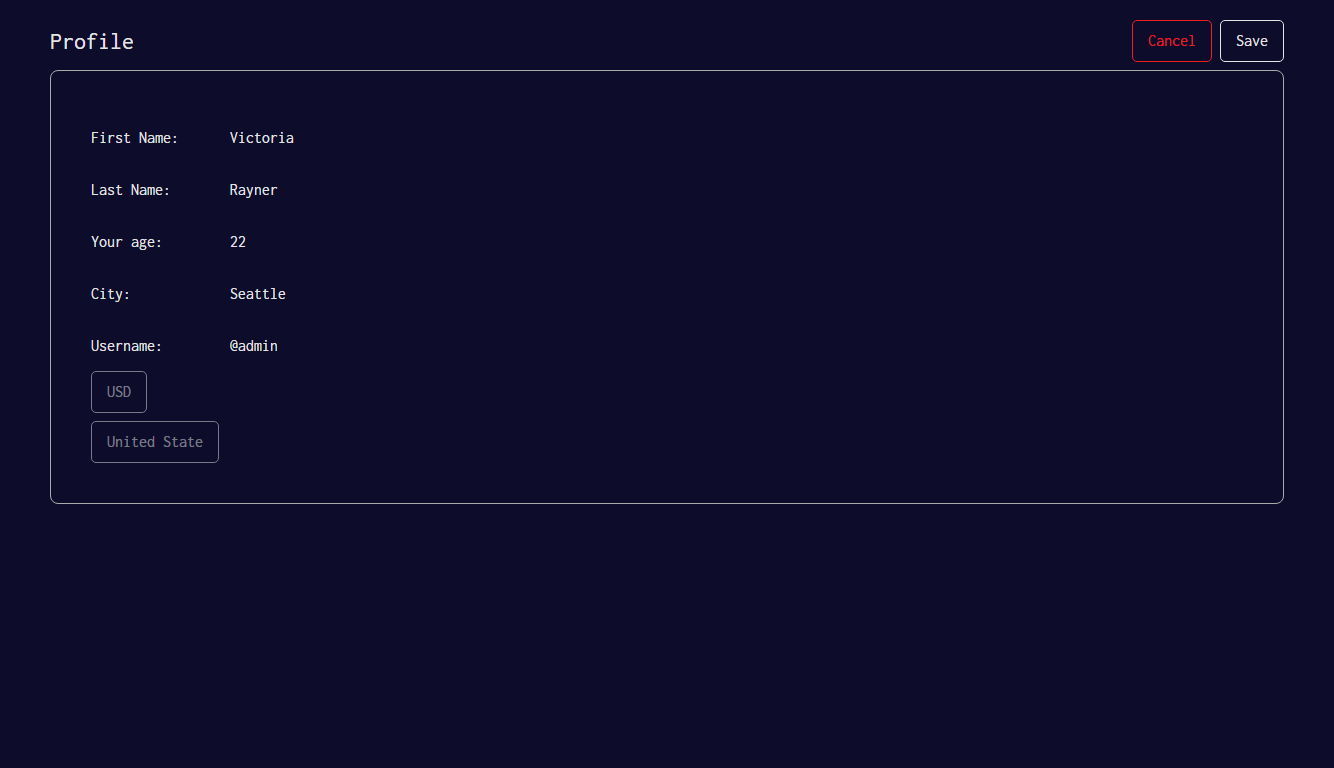 Profile Cancel Save
First Name: Victoria
Last Name: Rayner
Your age: 22
City: Seattle
Username: @admin
USD
United State